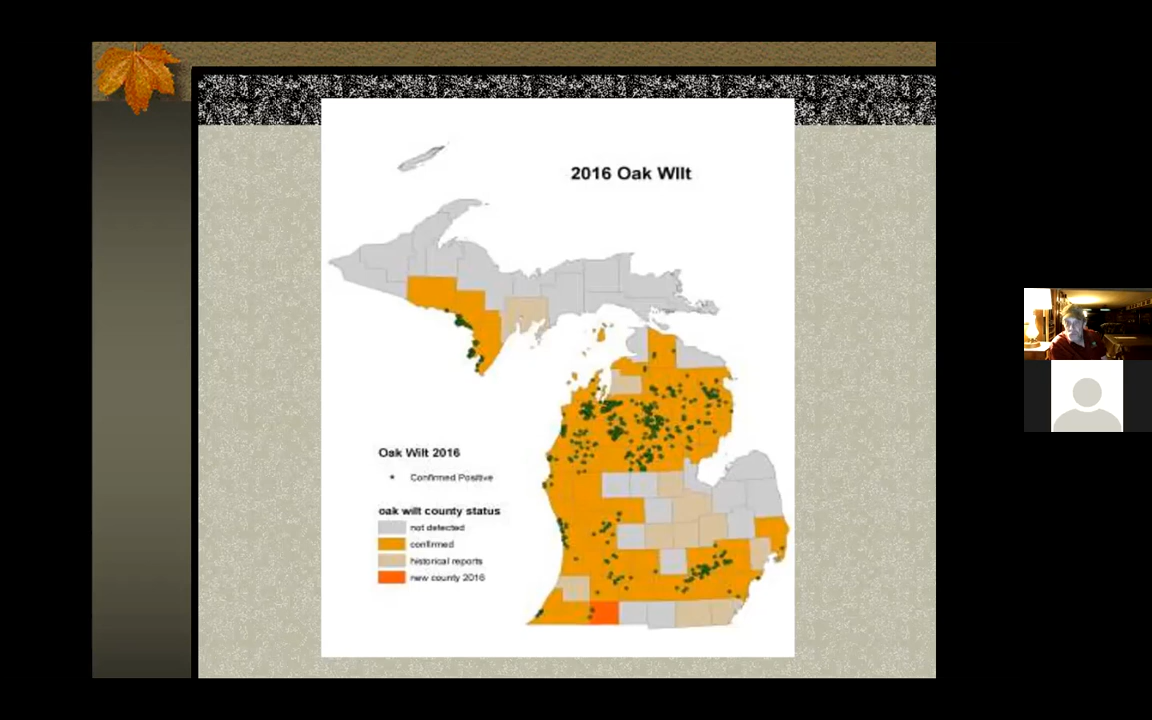 2016 Oak WIlt
Oak Wilt 2016
Confirmed Positive
oak wilt county status
not detected
confirmed
historical reports
new county 2016